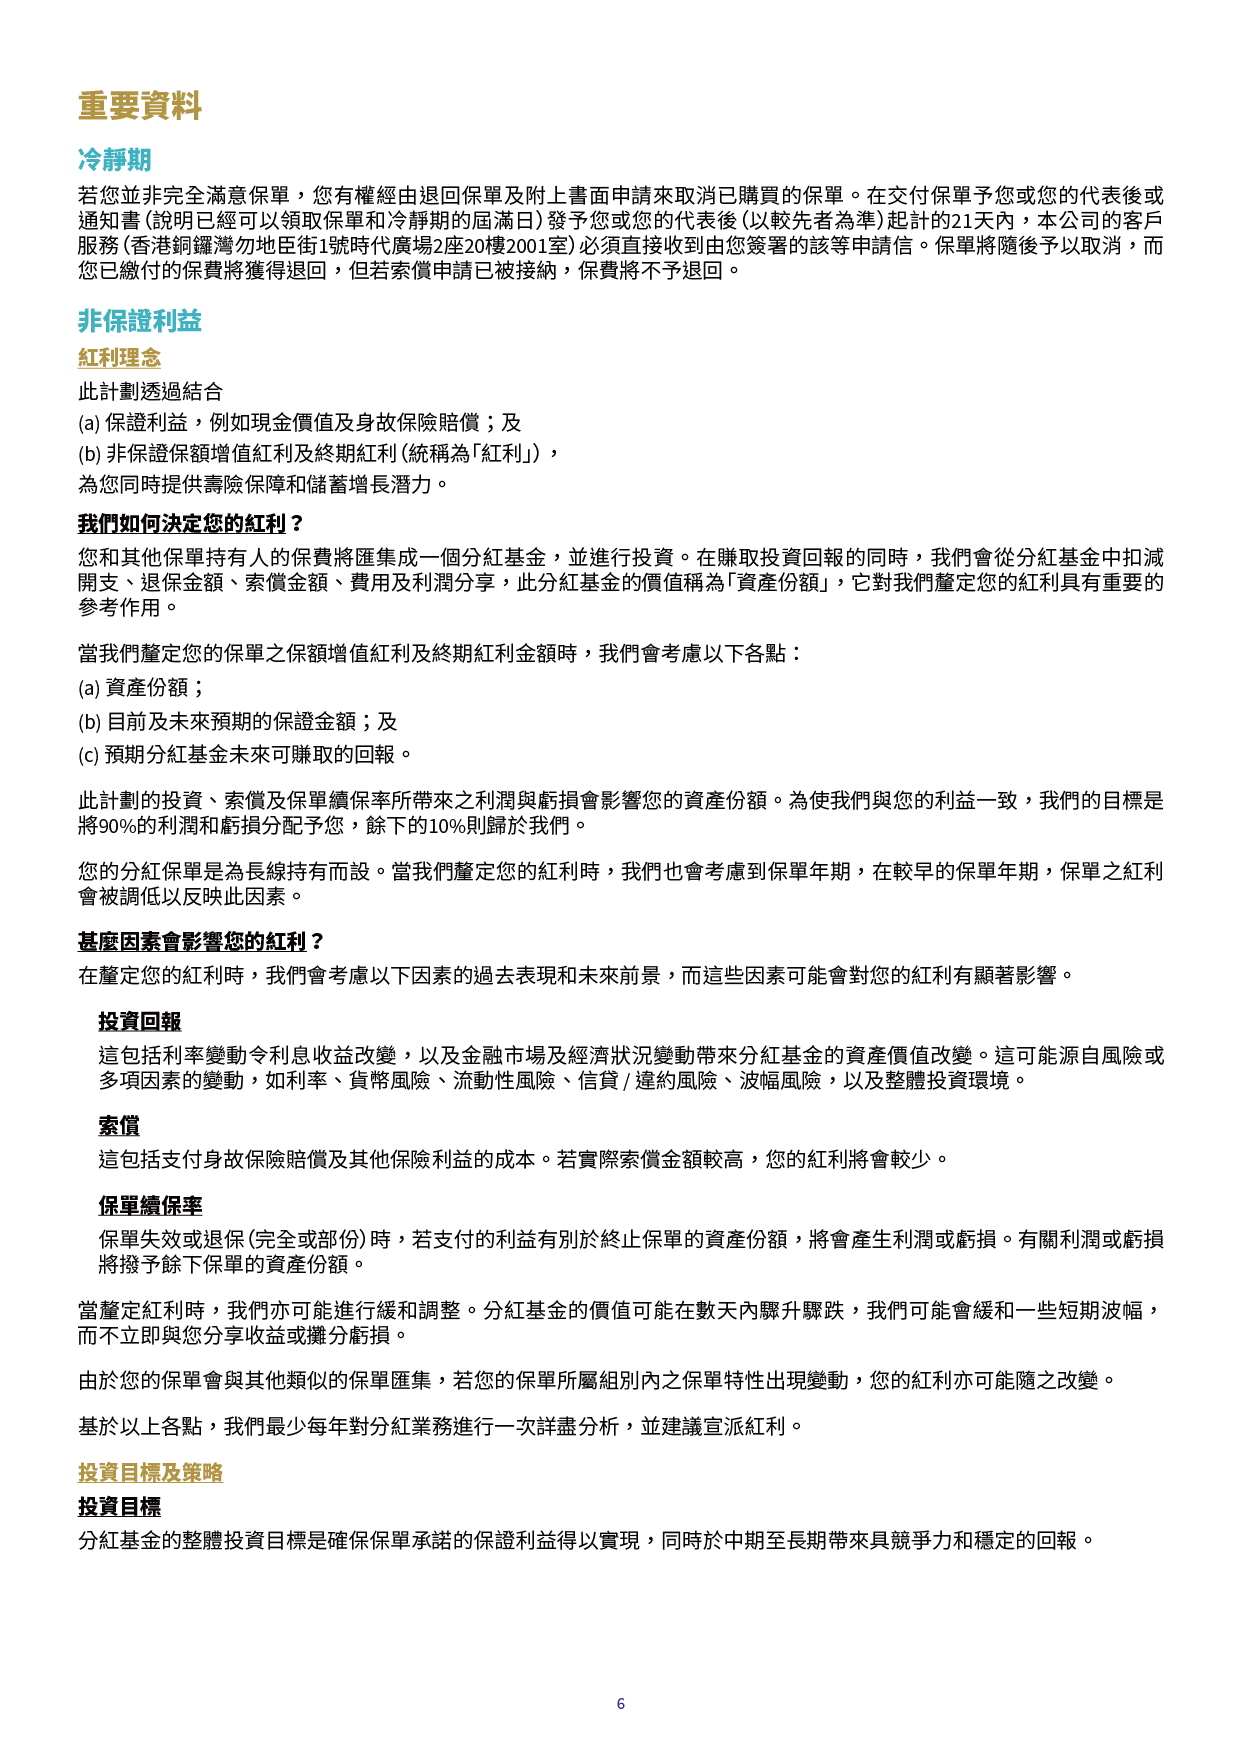 重要資料
冷靜期
若您並非完全滿意保單，您有權經由退回保單及附上書面申請來取消已購買的保單。在交付保單予您或您的代表後或
通知書（說明已經可以領取保單和冷靜期的屆滿日）發予您或您的代表後（以較先者為準）起計的21天內，本公司的客戶
服務（香港銅鑼灣勿地臣街1號時代廣場2座20樓2001室）必須直接收到由您簽署的該等申請信。保單將隨後予以取消，而
您已繳付的保費將獲得退回，但若索償申請已被接納，保費將不予退回。
非保證利益
紅利理念
此計劃透過結合
(a) 保證利益，例如現金價值及身故保險賠償；及
(b) 非保證保額增值紅利及終期紅利（統稱為「紅利」），
為您同時提供壽險保障和儲蓄增長潛力。
我們如何決定您的紅利？
您和其他保單持有人的保費將匯集成一個分紅基金，並進行投資。在賺取投資回報的同時，我們會從分紅基金中扣減
開支、退保金額、索償金額、費用及利潤分享，此分紅基金的價值稱為「資產份額」，它對我們釐定您的紅利具有重要的
參考作用。
當我們釐定您的保單之保額增值紅利及終期紅利金額時，我們會考慮以下各點：
(a) 資產份額；
(b) 目前及未來預期的保證金額；及
(c) 預期分紅基金未來可賺取的回報。
此計劃的投資、索償及保單續保率所帶來之利潤與虧損會影響您的資產份額。為使我們與您的利益一致，我們的目標是
將90%的利潤和虧損分配予您，餘下的10%則歸於我們。
您的分紅保單是為長線持有而設。當我們釐定您的紅利時，我們也會考慮到保單年期，在較早的保單年期，保單之紅利
會被調低以反映此因素。
甚麼因素會影響您的紅利？
在釐定您的紅利時，我們會考慮以下因素的過去表現和未來前景，而這些因素可能會對您的紅利有顯著影響。
投資回報
這包括利率變動令利息收益改變，以及金融市場及經濟狀況變動帶來分紅基金的資產價值改變。這可能源自風險或
多項因素的變動，如利率、貨幣風險、流動性風險、信貸 / 違約風險、波幅風險，以及整體投資環境。
索償
這包括支付身故保險賠償及其他保險利益的成本。若實際索償金額較高，您的紅利將會較少。
保單續保率
保單失效或退保（完全或部份）時，若支付的利益有別於終止保單的資產份額，將會產生利潤或虧損。有關利潤或虧損
將撥予餘下保單的資產份額。
當釐定紅利時，我們亦可能進行緩和調整。分紅基金的價值可能在數天內驟升驟跌，我們可能會緩和一些短期波幅，
而不立即與您分享收益或攤分虧損。
由於您的保單會與其他類似的保單匯集，若您的保單所屬組別內之保單特性出現變動，您的紅利亦可能隨之改變。
基於以上各點，我們最少每年對分紅業務進行一次詳盡分析，並建議宣派紅利。
投資目標及策略
投資目標
分紅基金的整體投資目標是確保保單承諾的保證利益得以實現，同時於中期至長期帶來具競爭力和穩定的回報。
6